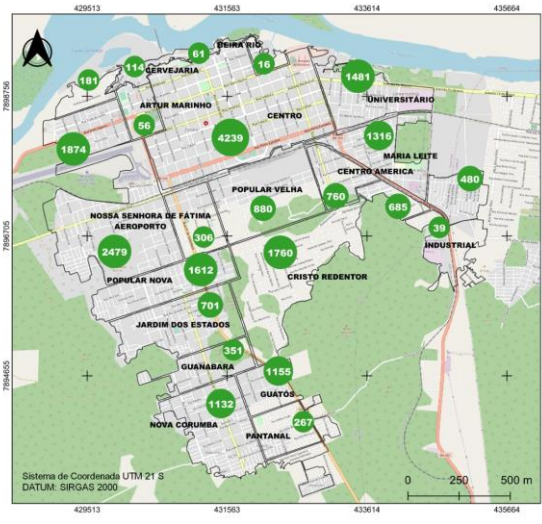 429513 431563 433614 435664
BEIRA RIO
61
16
114
CERVEJARIA
181
1481
7898756
ARTUR MARINHO
UNIVERSITÁRIO
56
CENTRO
4239
1316
1874
MARIA LEITE
CENTRO AMERICA
480
POPULAR VELHA
760
880
685
NOSSA SENHORA DE FÁTIMA
AEROPORTO
39
7896705
306
INDUSTRIAL
2479
1760
1612
POPULAR NOVA
CRISTO REDENTOR
701
JARDIM DOS ESTADOS
351
GUANABARA
1155
7894655
GUATÓS
1132
267
NOVA CORUMBA
PANTANAL
Sistema de Coordenada UTM 21 S
DATUM: SIRGAS 2000
0 250 500 m
429513 431563 433614 435664